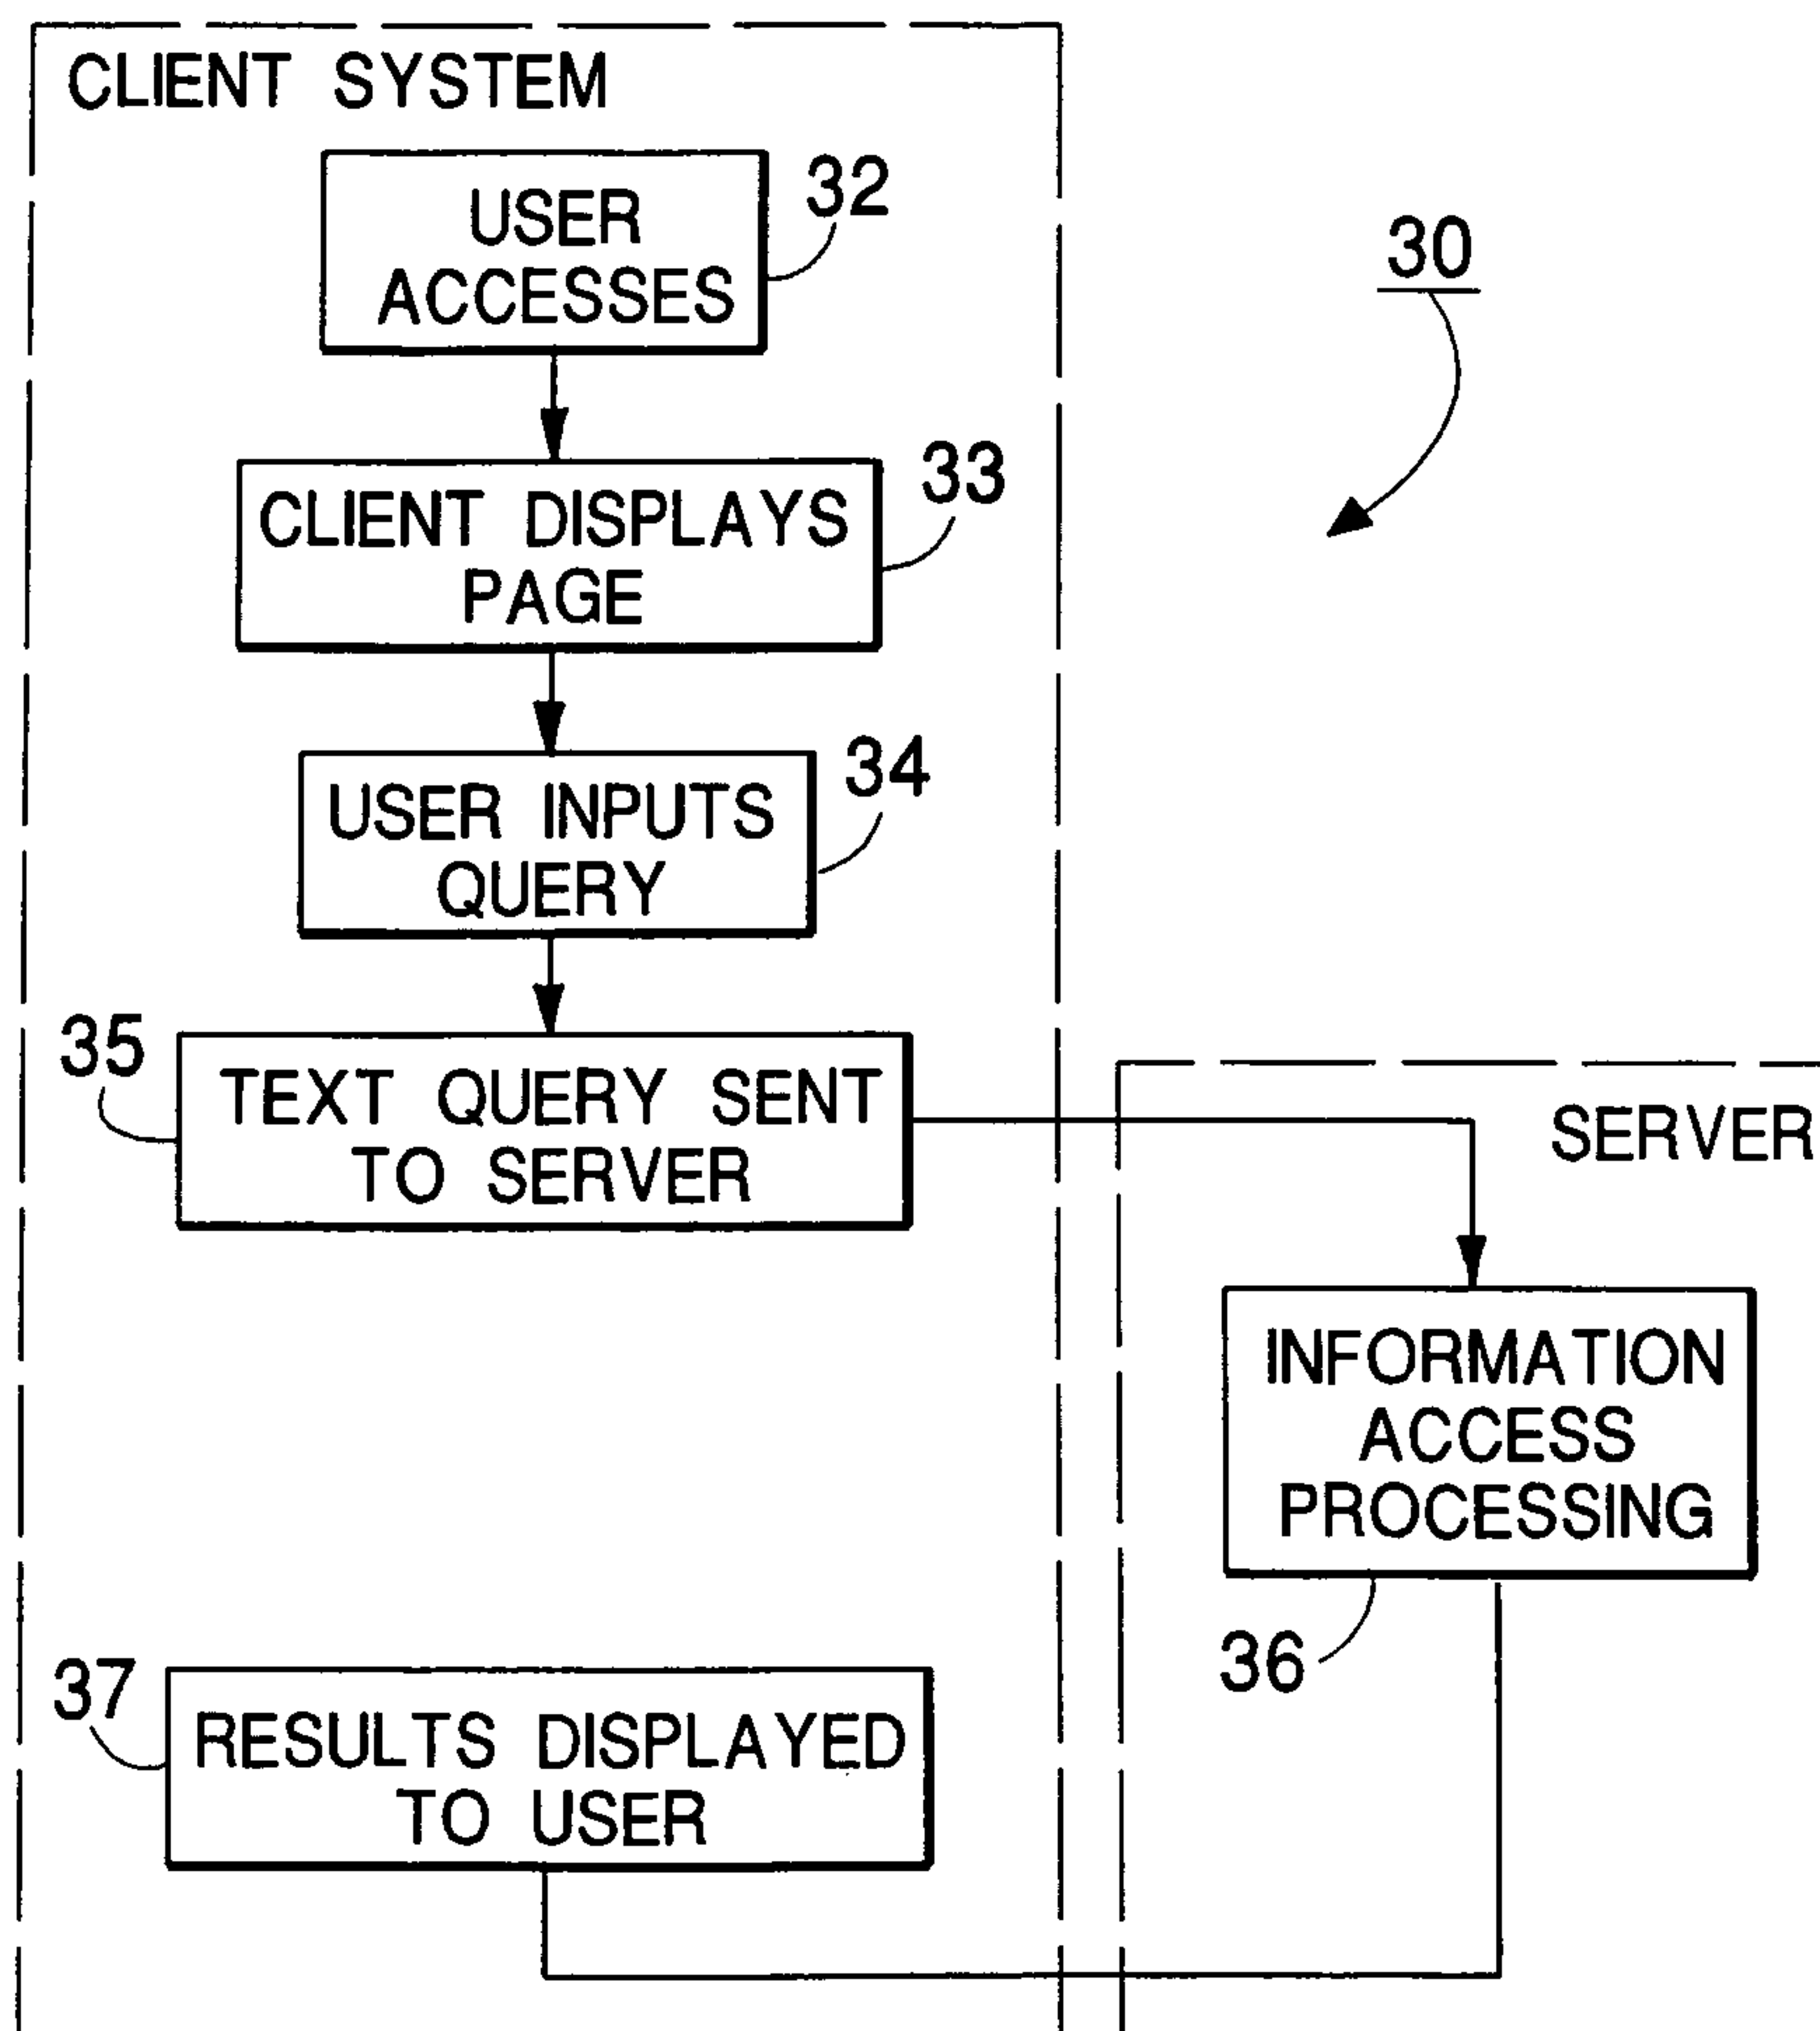 CLIENT SYSTEM
USER
ACCESSES
32
30
CLIENT DISPLAYS
PAGE
33
USER INPUTS
QUERY
34
35
TEXT QUERY SENT
TO SERVER
SERVER
INFORMATION
ACCESS
PROCESSING
36
37
RESULTS DISPLAYED
TO USER